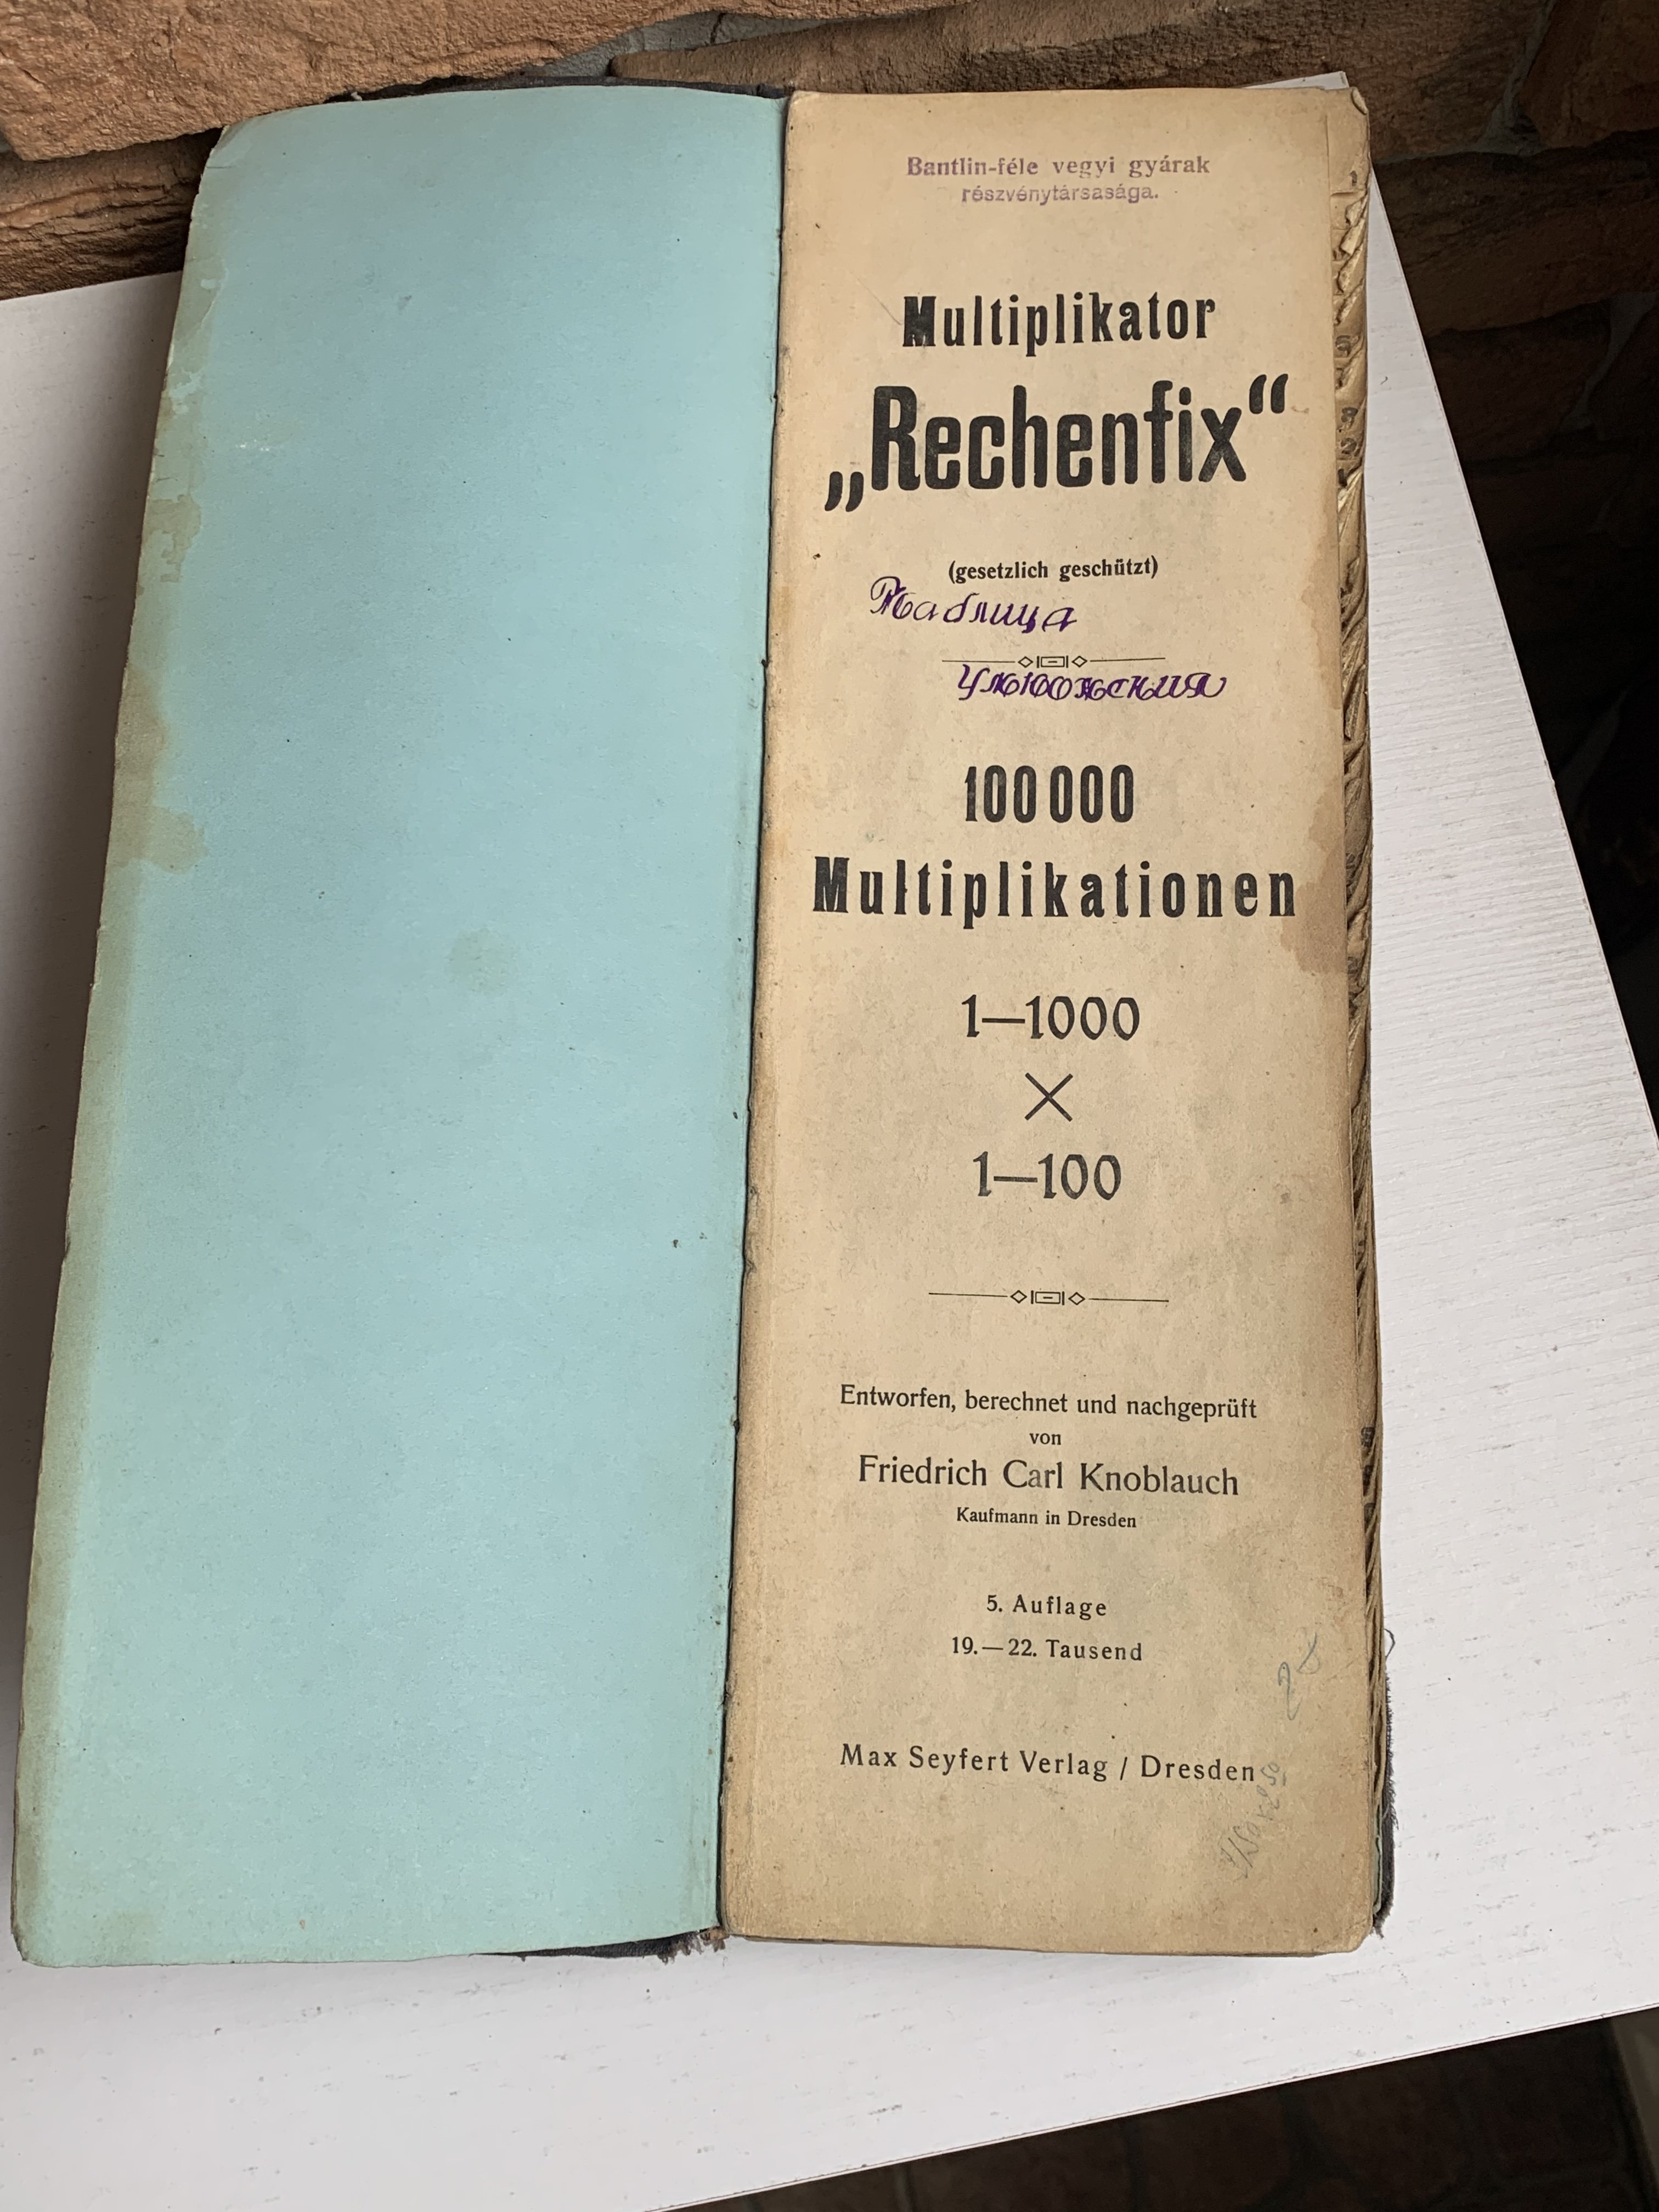 Bantlin-féle vegyi gyárak
részvénytársasága.
Multiplikator
„Rechenfix“
(gesetzlich geschützt)
Таблица
Умножения
100 000
Multiplikationen
1—1000
×
1—100
Entworfen, berechnet und nachgeprüft
von
Friedrich Carl Knoblauch
Kaufmann in Dresden
5. Auflage
19.—22. Tausend
Max Seyfert Verlag / Dresden